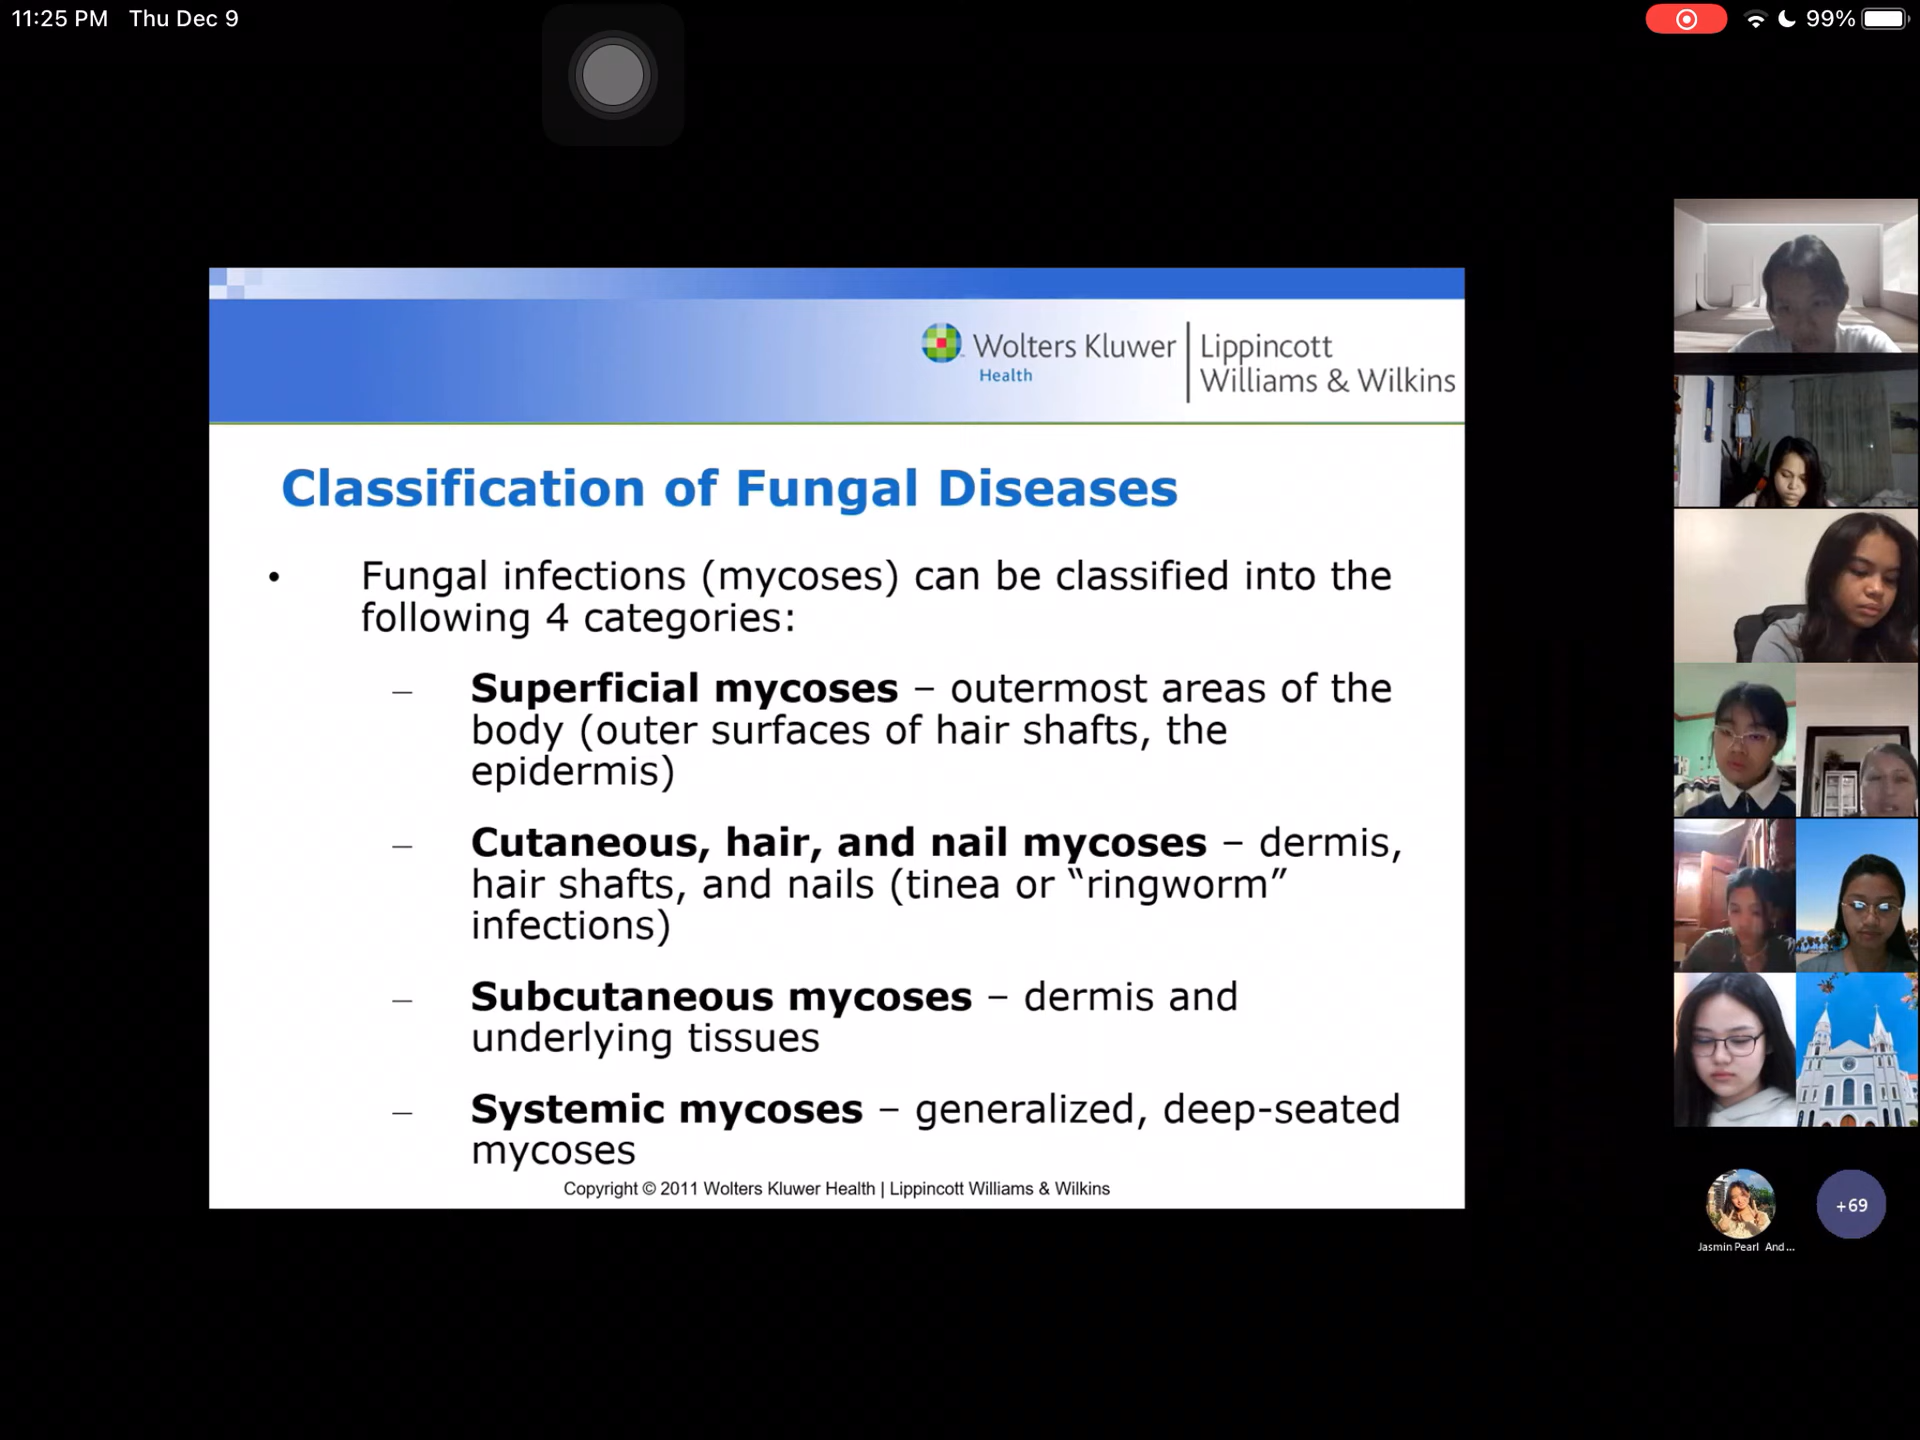 11:25 PM Thu Dec 9
99%
Wolters Kluwer
Health
Lippincott
Williams & Wilkins
Classification of Fungal Diseases
• Fungal infections (mycoses) can be classified into the
following 4 categories:
– Superficial mycoses – outermost areas of the
body (outer surfaces of hair shafts, the
epidermis)
– Cutaneous, hair, and nail mycoses – dermis,
hair shafts, and nails (tinea or “ringworm”
infections)
– Subcutaneous mycoses – dermis and
underlying tissues
– Systemic mycoses – generalized, deep-seated
mycoses
Copyright © 2011 Wolters Kluwer Health | Lippincott Williams & Wilkins
+69
Jasmin Pearl And...